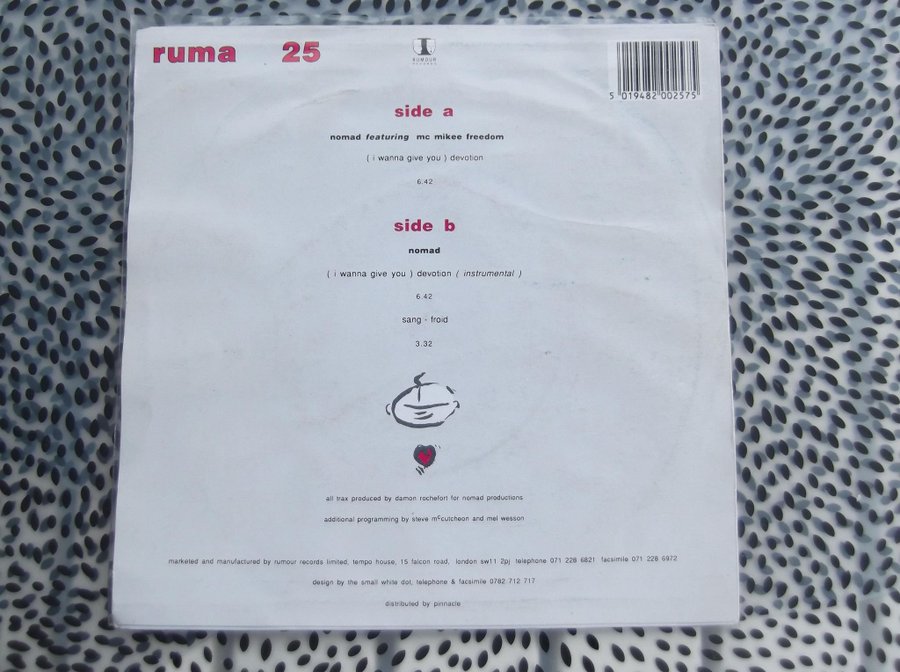 ruma 25
RUMOUR
RECORDS
5 019482 002575
side a
nomad featuring mc mikee freedom
( i wanna give you ) devotion
6.42
side b
nomad
( i wanna give you ) devotion ( instrumental )
6.42
sang - froid
3.32
all trax produced by damon rochefort for nomad productions
additional programming by steve mccutcheon and mel wesson
marketed and manufactured by rumour records limited, tempo house, 15 falcon road, london sw11 2pj telephone 071 228 6821 facsimile 071 228 6972
design by the small white dot, telephone & facsimile 0782 712 717
distributed by pinnacle